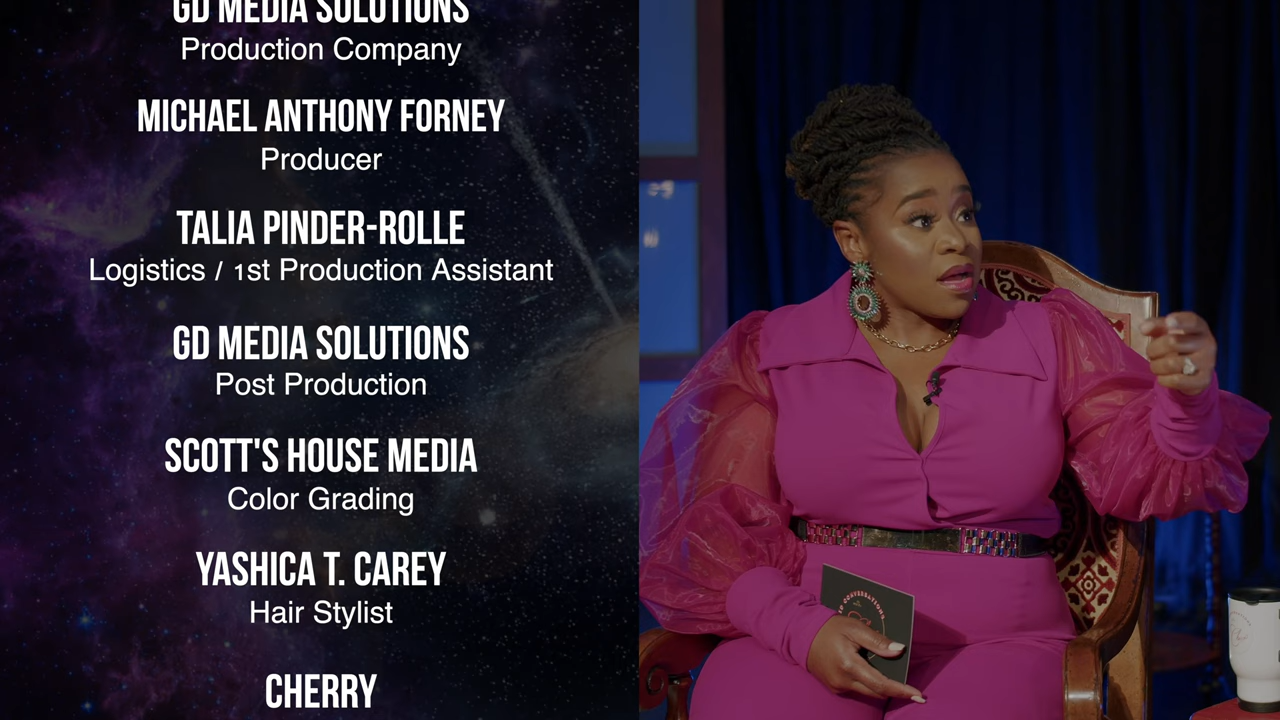 GD MEDIA SOLUTIONS
Production Company
MICHAEL ANTHONY FORNEY
Producer
TALIA PINDER-ROLLE
Logistics / 1st Production Assistant
GD MEDIA SOLUTIONS
Post Production
SCOTT'S HOUSE MEDIA
Color Grading
YASHICA T. CAREY
Hair Stylist
CHERRY
CONVERSATIONS